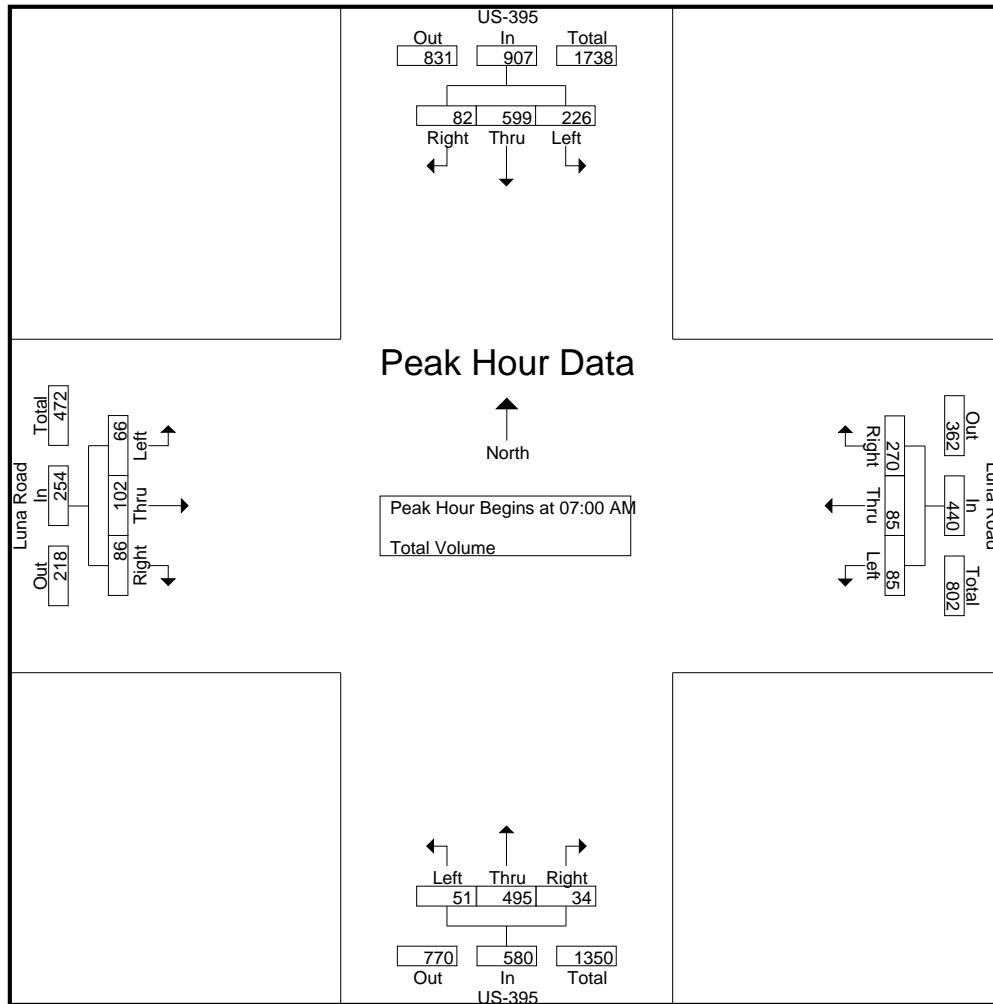 US-395
Out In Total
831 907 1738
82 599 226
Right Thru Left
Peak Hour Data
North
Peak Hour Begins at 07:00 AM
Total Volume
Luna Road
Total In Out
472 254 218
66 102 86
Left Thru Right
Right Thru Left
270 85 85
362 440 802
Out In Total
Luna Road
Left Thru Right
51 495 34
770 580 1350
Out In Total
US-395